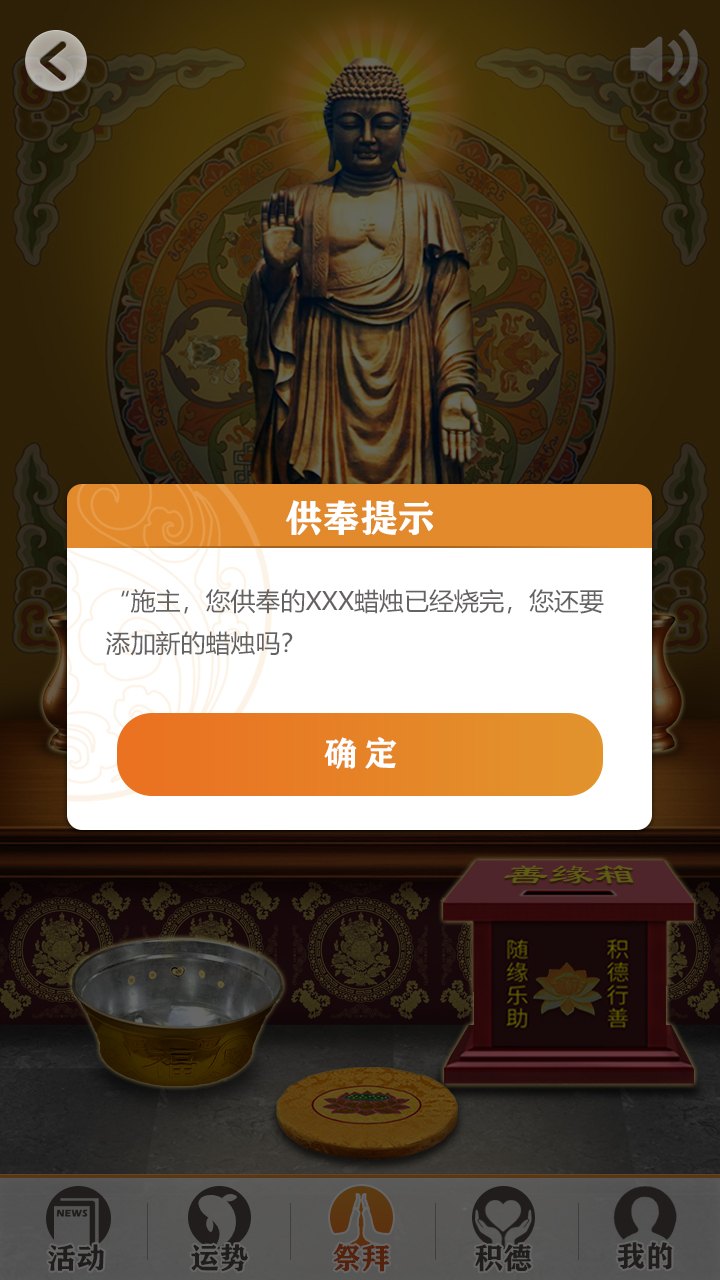 供奉提示
“施主，您供奉的XXX蜡烛已经烧完，您还要
添加新的蜡烛吗？
确定
善缘箱
随缘乐助
积德行善
NEWS
活动
运势
祭拜
积德
我的